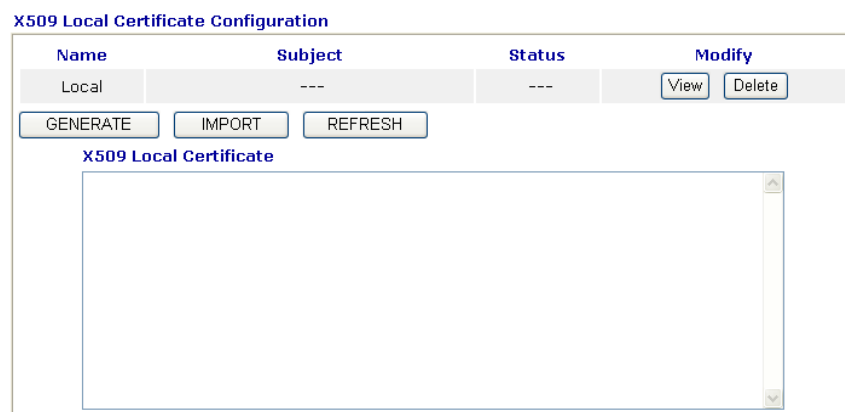 X509 Local Certificate Configuration
Name Subject Status Modify
Local --- --- View Delete
GENERATE IMPORT REFRESH
X509 Local Certificate